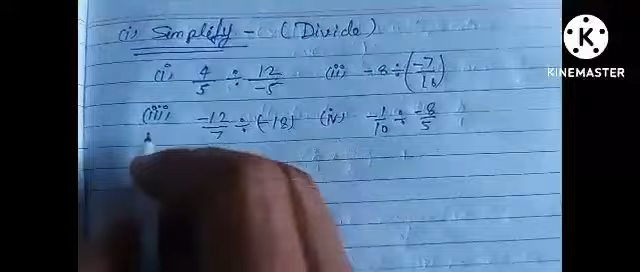 (i) Simplify - (Divide)
(i) 4/5 ÷ 12/-5 (ii) -8 ÷ (-7/10)
(iii) -12/7 ÷ (-18) (iv) -1/10 ÷ -8/5
KINEMASTER